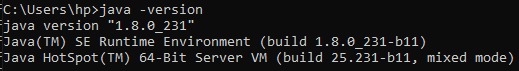 C:\Users\hp>java -version
java version "1.8.0_231"
Java(TM) SE Runtime Environment (build 1.8.0_231-b11)
Java HotSpot(TM) 64-Bit Server VM (build 25.231-b11, mixed mode)